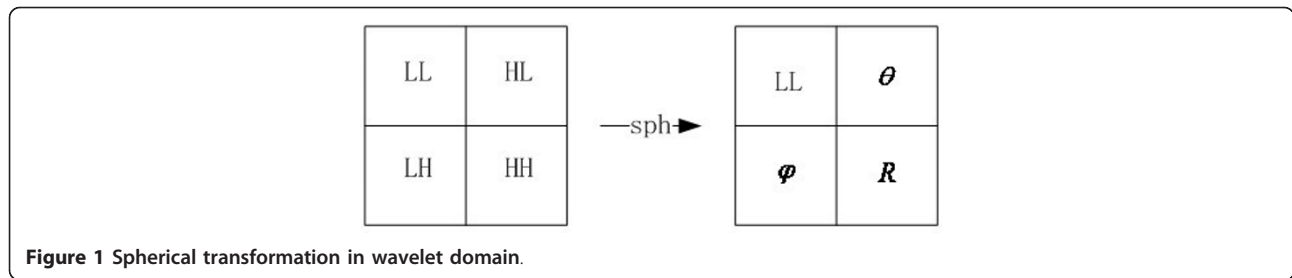 LL HL
LH HH
sph
LL θ
φ R
Figure 1 Spherical transformation in wavelet domain.